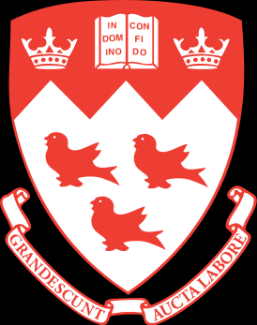 IN CON
DOM FI
INO DO
GRANDESCUNT AUCTA LABORE